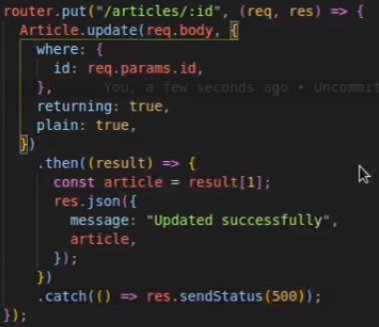 router.put("/articles/:id", (req, res) => {
  Article.update(req.body, {
    where: {
      id: req.params.id,
    },      You, a few seconds ago • Uncommit
    returning: true,
    plain: true,
  })
    .then((result) => {
      const article = result[1];
      res.json({
        message: "Updated successfully",
        article,
      });
    })
    .catch(() => res.sendStatus(500));
});